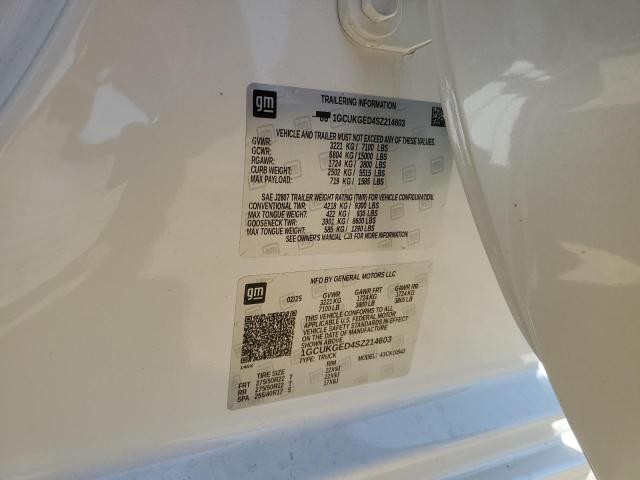 gm
TRAILERING INFORMATION
1GCUKGED4SZ214603
VEHICLE AND TRAILER MUST NOT EXCEED ANY OF THESE VALUES.
GVWR: 3221 KG / 7100 LBS
GCWR: 6804 KG / 15000 LBS
RGAWR: 1724 KG / 3800 LBS
CURB WEIGHT: 2502 KG / 5515 LBS
MAX PAYLOAD: 719 KG / 1585 LBS
SAE J2807 TRAILER WEIGHT RATING (TWR) FOR VEHICLE CONFIGURATION.
CONVENTIONAL TWR: 4218 KG / 9300 LBS
MAX TONGUE WEIGHT: 422 KG / 930 LBS
GOOSENECK TWR: 3901 KG / 8600 LBS
MAX TONGUE WEIGHT: 585 KG / 1290 LBS
SEE OWNER'S MANUAL FOR MORE INFORMATION.
gm
MFD BY GENERAL MOTORS LLC
02/25 GVWR GAWR FRT GAWR RR
3221 KG 1724 KG 1724 KG
7100 LB 3800 LB 3800 LB
THIS VEHICLE CONFORMS TO ALL
APPLICABLE U.S. FEDERAL MOTOR
VEHICLE SAFETY STANDARDS IN EFFECT
ON THE DATE OF MANUFACTURE
SHOWN ABOVE.
1GCUKGED4SZ214603
TYPE: TRUCK MODEL: 43CK10543
TIRE SIZE RIM
FRT 275/50R22 T 22X9J
RR 275/50R22 T 22X9J
SPA 255/80R17 S 17X8J